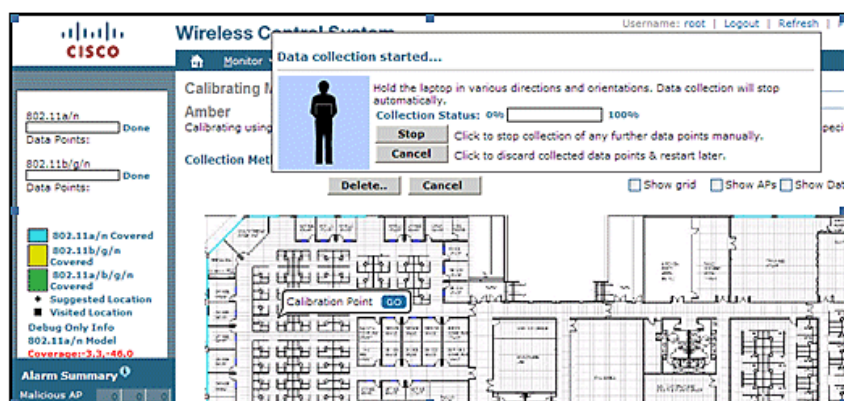 CISCO
Wireless Control System
Username: root | Logout | Refresh |
Monitor
Data collection started...
Hold the laptop in various directions and orientations. Data collection will stop
automatically.
Collection Status: 0% 100%
Stop Click to stop collection of any further data points manually.
Cancel Click to discard collected data points & restart later.
Calibrating M
Amber
Calibrating using
Collection Met
Delete.. Cancel
Show grid Show APs Show Dat
802.11a/n
Done
Data Points:
802.11b/g/n
Done
Data Points:
802.11a/n Covered
802.11b/g/n
Covered
802.11a/b/g/n
Covered
Suggested Location
Visited Location
Debug Only Info
802.11a/n Model
Coverage:-3.3,-46.0
Alarm Summary
Malicious AP 0 0 0
Calibration Point GO